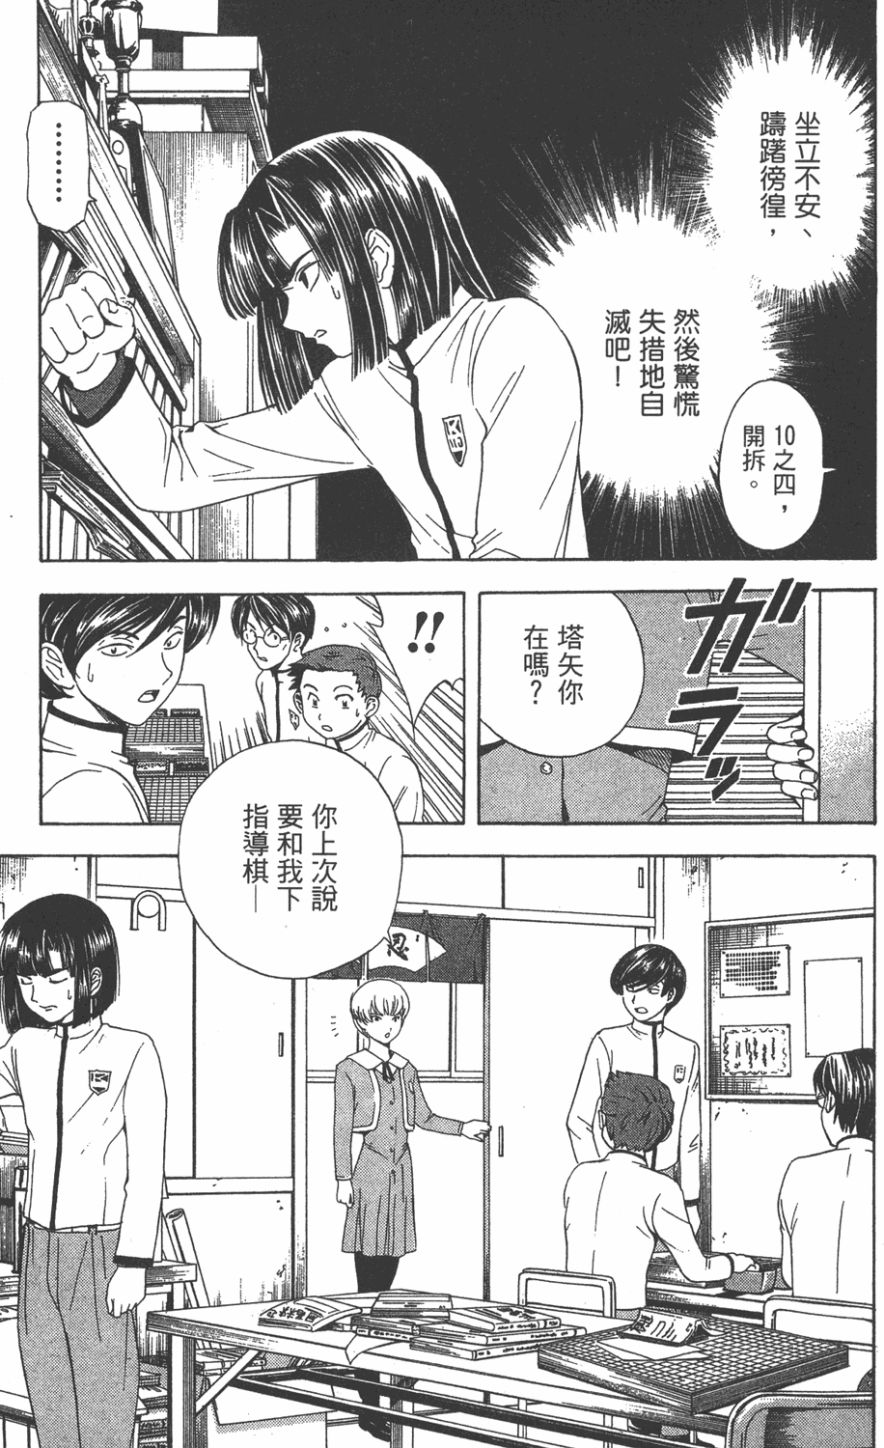 坐立不安、
躊躇徬徨，
然後驚慌
失措地自
滅吧！
10之四，
開拆。
………
ガラッ
塔矢你
在嗎？
!!
你上次說
要和我下
指導棋—
忍